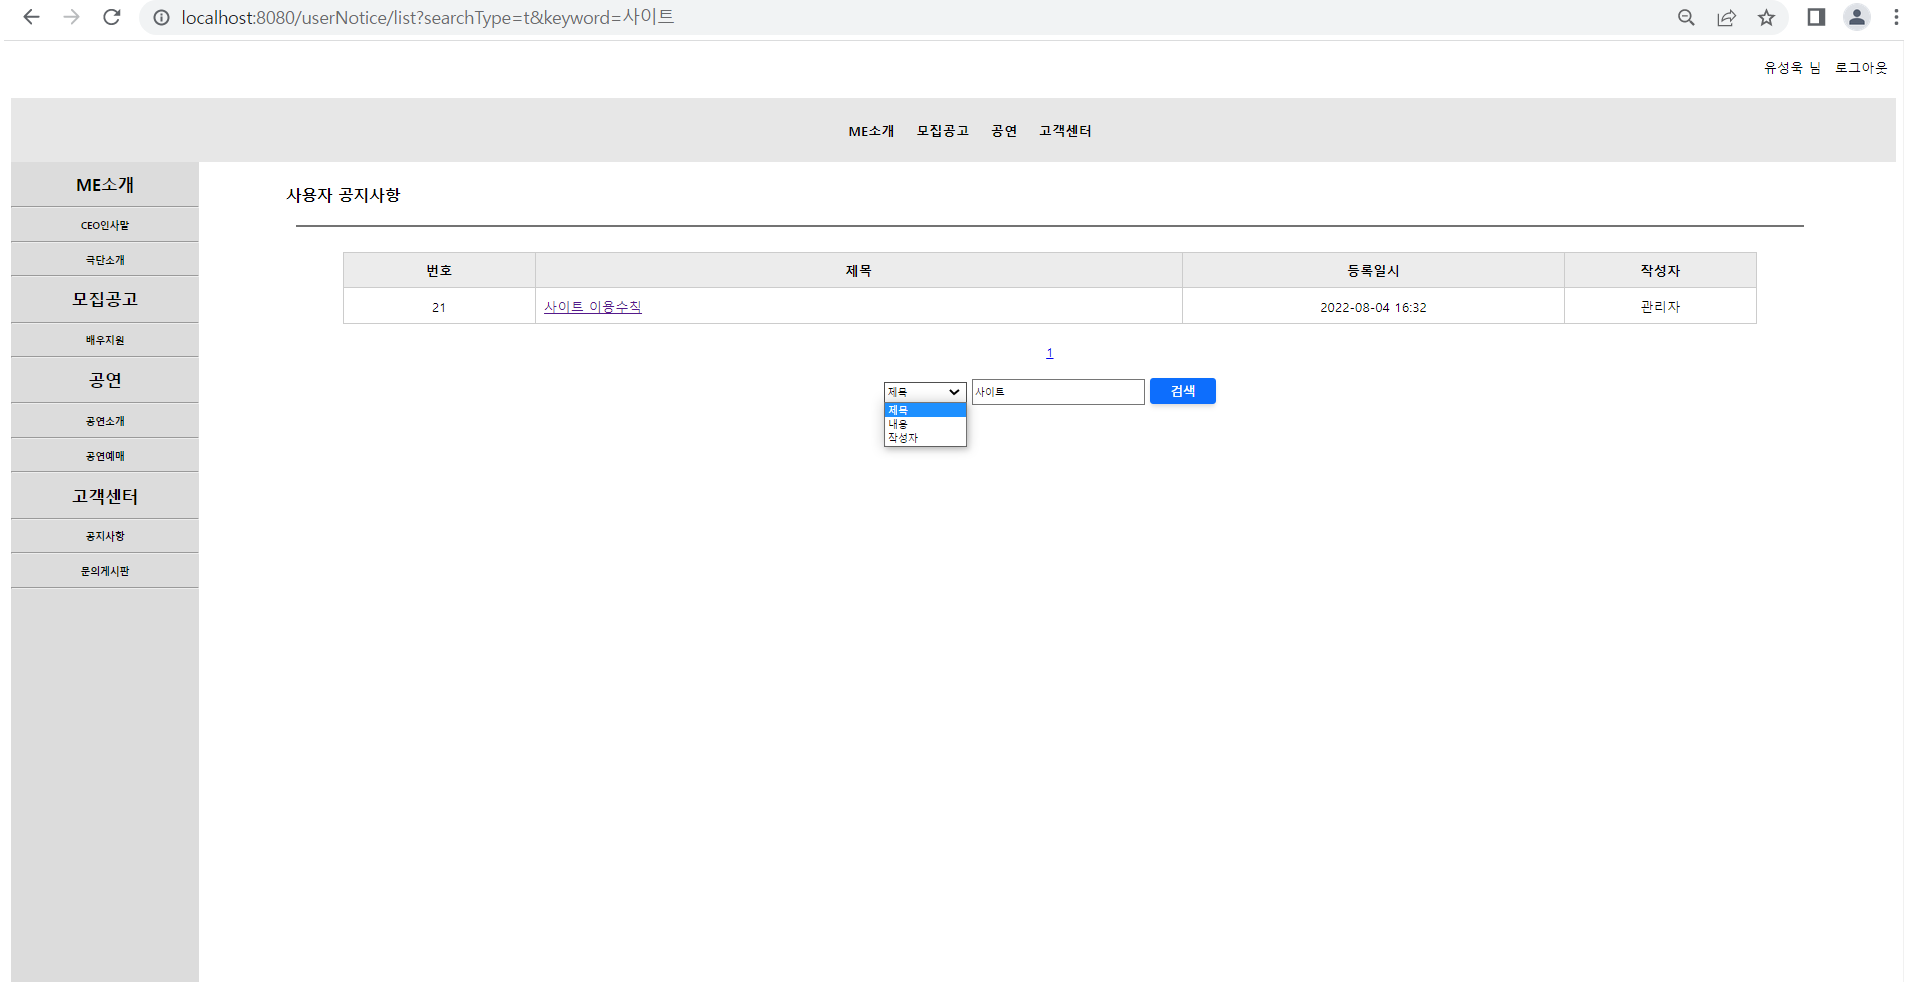 localhost:8080/userNotice/list?searchType=t&keyword=사이트
유성욱 님 로그아웃
ME소개 모집공고 공연 고객센터
ME소개
CEO인사말
극단소개
모집공고
배우지원
공연
공연소개
공연예매
고객센터
공지사항
문의게시판
사용자 공지사항
번호 제목 등록일시 작성자
21 사이트 이용수칙 2022-08-04 16:32 관리자
1
제목 사이트 검색
제목
내용
작성자